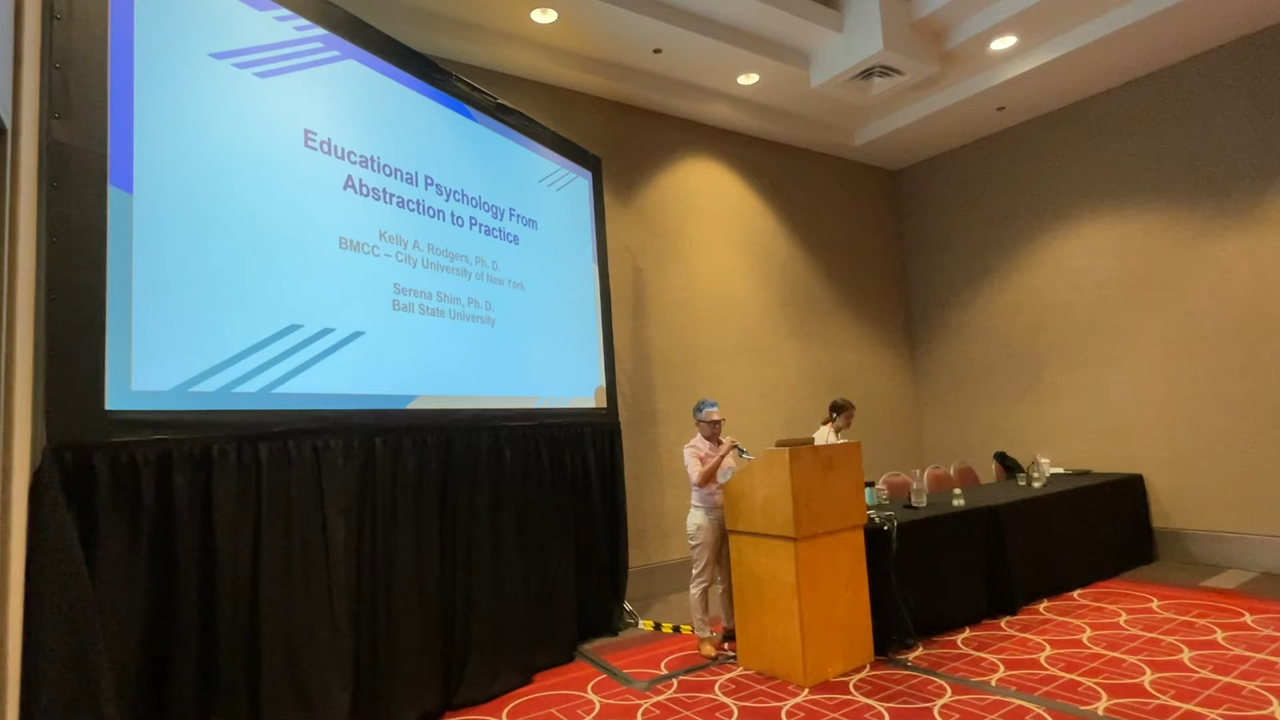 Educational Psychology From
Abstraction to Practice
Kelly A. Rodgers, Ph. D.
BMCC – City University of New York
Serena Shim, Ph. D.
Ball State University